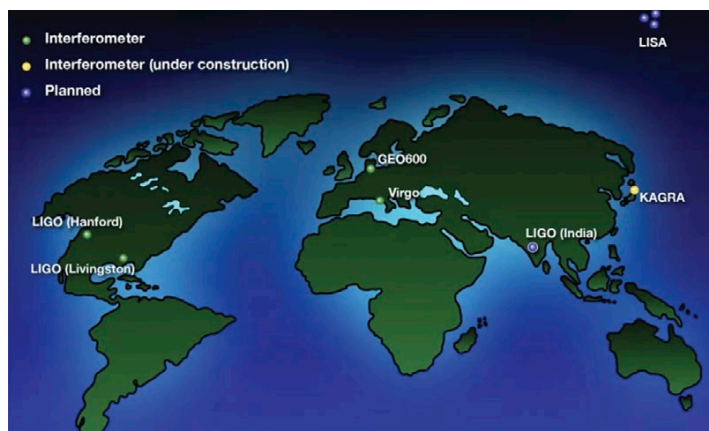 Interferometer
Interferometer (under construction)
Planned
LISA
GEO600
Virgo
KAGRA
LIGO (Hanford)
LIGO (India)
LIGO (Livingston)